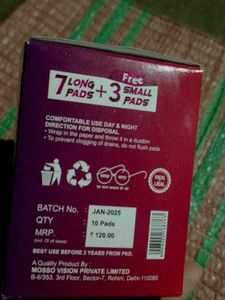 Free
7 LONG PADS + 3 SMALL PADS
COMFORTABLE USE DAY & NIGHT
DIRECTION FOR DISPOSAL
• Wrap in the paper and throw it in a dustbin
• To prevent clogging of drains, do not flush pads
BATCH No. JAN-2025
QTY 10 Pads
MRP. ₹ 120.00
(incl. Of all taxes)
BEST USE BEFORE 3 YEARS FROM PKD.
A Quality Product By :
MOSSO VISION PRIVATE LIMITED
B-6/353, 3rd Floor, Sector-7, Rohini, Delhi-110085